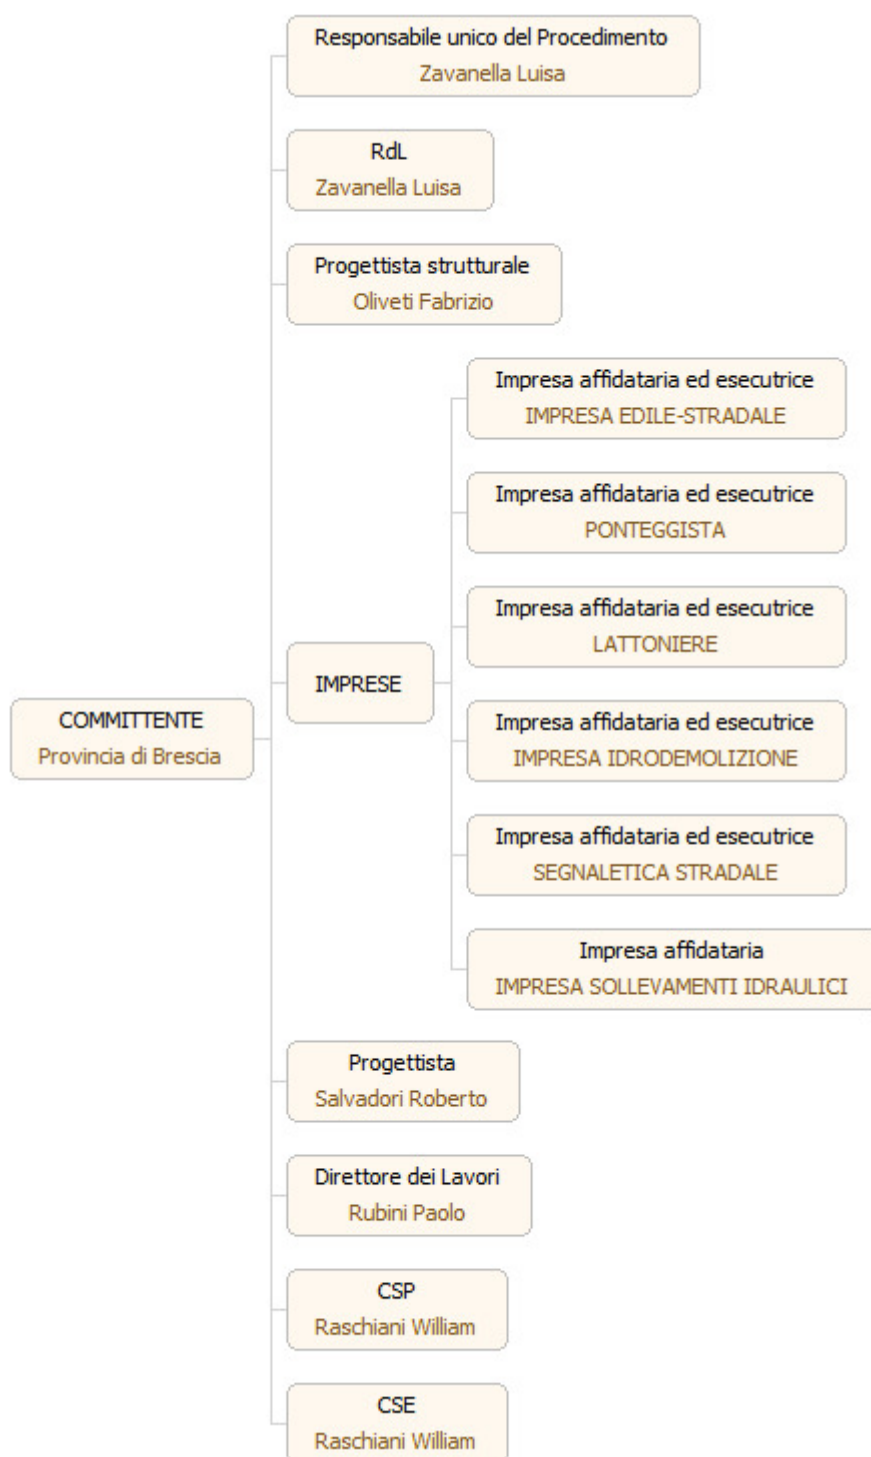 Responsabile unico del Procedimento
Zavanella Luisa
RdL
Zavanella Luisa
Progettista strutturale
Oliveti Fabrizio
Impresa affidataria ed esecutrice
IMPRESA EDILE-STRADALE
Impresa affidataria ed esecutrice
PONTEGGISTA
Impresa affidataria ed esecutrice
LATTONIERE
IMPRESE
COMMITTENTE
Provincia di Brescia
Impresa affidataria ed esecutrice
IMPRESA IDRODEMOLIZIONE
Impresa affidataria ed esecutrice
SEGNALETICA STRADALE
Impresa affidataria
IMPRESA SOLLEVAMENTI IDRAULICI
Progettista
Salvadori Roberto
Direttore dei Lavori
Rubini Paolo
CSP
Raschiani William
CSE
Raschiani William